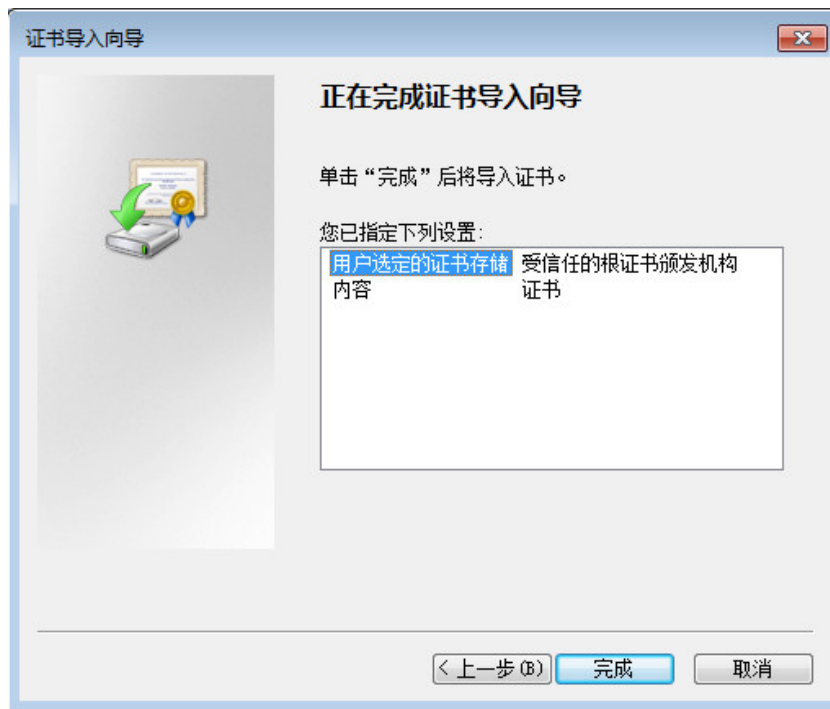 证书导入向导
正在完成证书导入向导
单击“完成”后将导入证书。
您已指定下列设置:
用户选定的证书存储 受信任的根证书颁发机构
内容 证书
< 上一步(B) 完成 取消